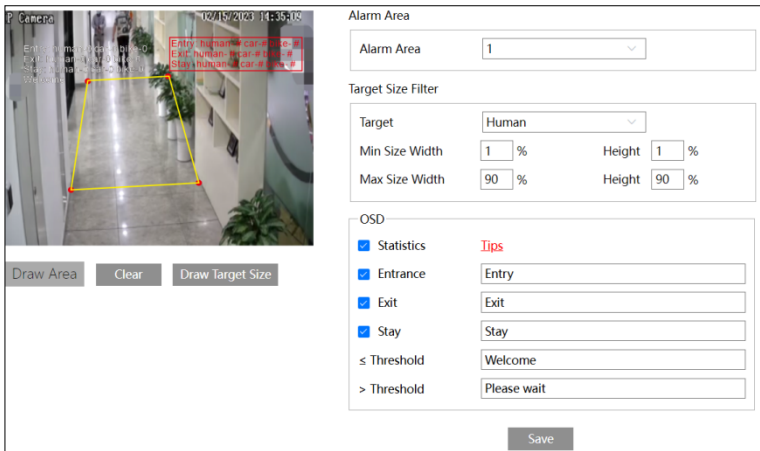 P Camera
02/15/2023 14:35:09
Entry: human-# car-# bike-#
Exit: human-# car-# bike-#
Stay: human-# car-# bike-#
Welcome
Draw Area
Clear
Draw Target Size
Alarm Area
Alarm Area 1
Target Size Filter
Target Human
Min Size Width 1 % Height 1 %
Max Size Width 90 % Height 90 %
OSD
Statistics Tips
Entrance Entry
Exit Exit
Stay Stay
≤ Threshold Welcome
> Threshold Please wait
Save